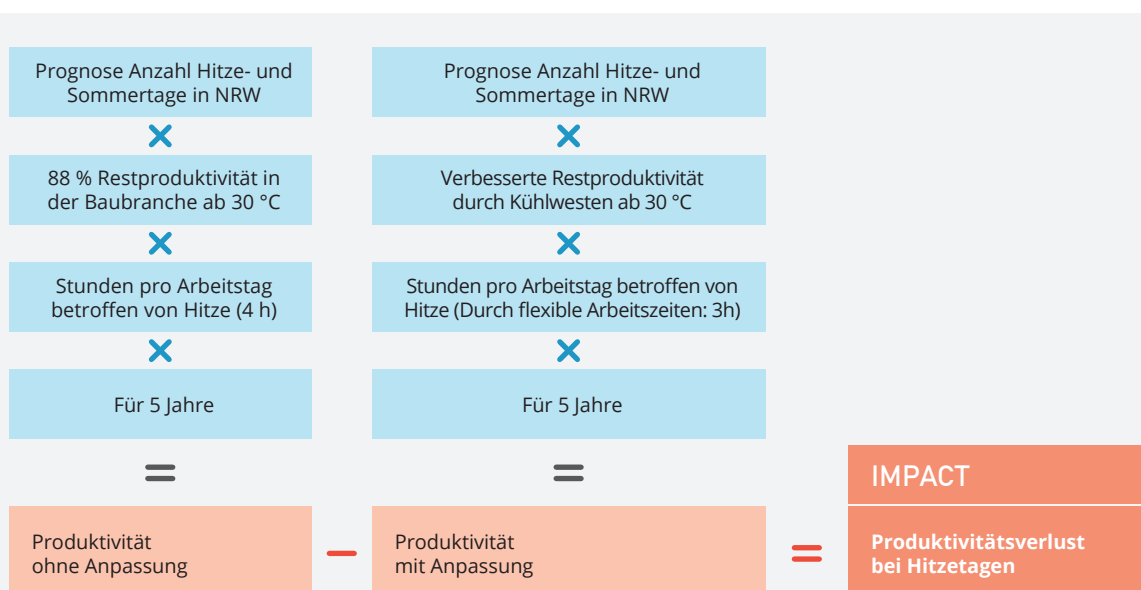 Prognose Anzahl Hitze- und
Sommertage in NRW
×
88 % Restproduktivität in
der Baubranche ab 30 °C
×
Stunden pro Arbeitstag
betroffen von Hitze (4 h)
×
Für 5 Jahre
=
Produktivität
ohne Anpassung
–
Prognose Anzahl Hitze- und
Sommertage in NRW
×
Verbesserte Restproduktivität
durch Kühlwesten ab 30 °C
×
Stunden pro Arbeitstag betroffen von
Hitze (Durch flexible Arbeitszeiten: 3h)
×
Für 5 Jahre
=
Produktivität
mit Anpassung
=
IMPACT
Produktivitätsverlust
bei Hitzetagen